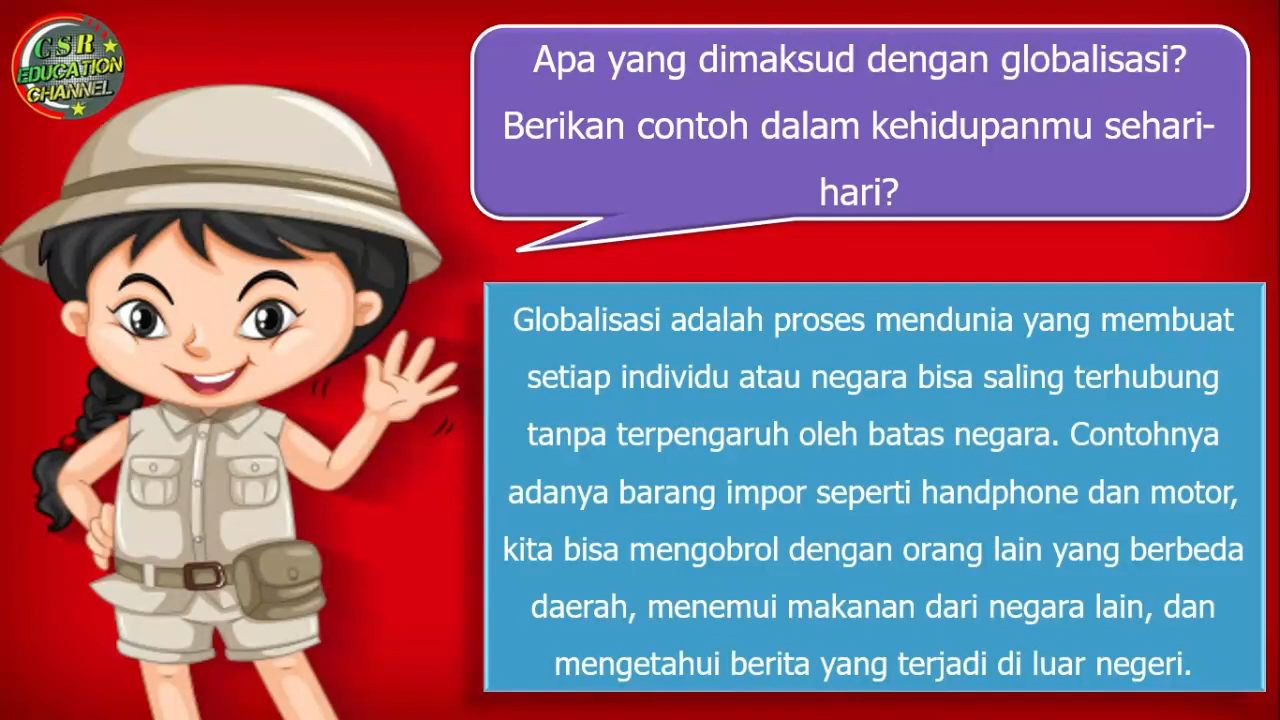 CSR
EDUCATION
CHANNEL
Apa yang dimaksud dengan globalisasi?
Berikan contoh dalam kehidupanmu sehari-
hari?
Globalisasi adalah proses mendunia yang membuat
setiap individu atau negara bisa saling terhubung
tanpa terpengaruh oleh batas negara. Contohnya
adanya barang impor seperti handphone dan motor,
kita bisa mengobrol dengan orang lain yang berbeda
daerah, menemui makanan dari negara lain, dan
mengetahui berita yang terjadi di luar negeri.